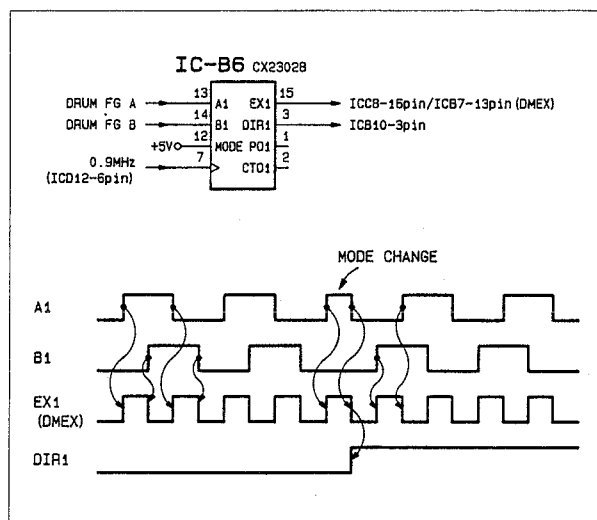 IC-B6 CX23028
DRUM FG A 13 A1 EX1 15 ICC8-15pin/ICB7-13pin (DMEX)
DRUM FG B 14 B1 DIR1 3 ICB10-3pin
+5V 12 MODE PO1 1
0.9MHz 7 CTO1 2
(ICD12-6pin)
MODE CHANGE
A1
B1
EX1
(DMEX)
DIR1